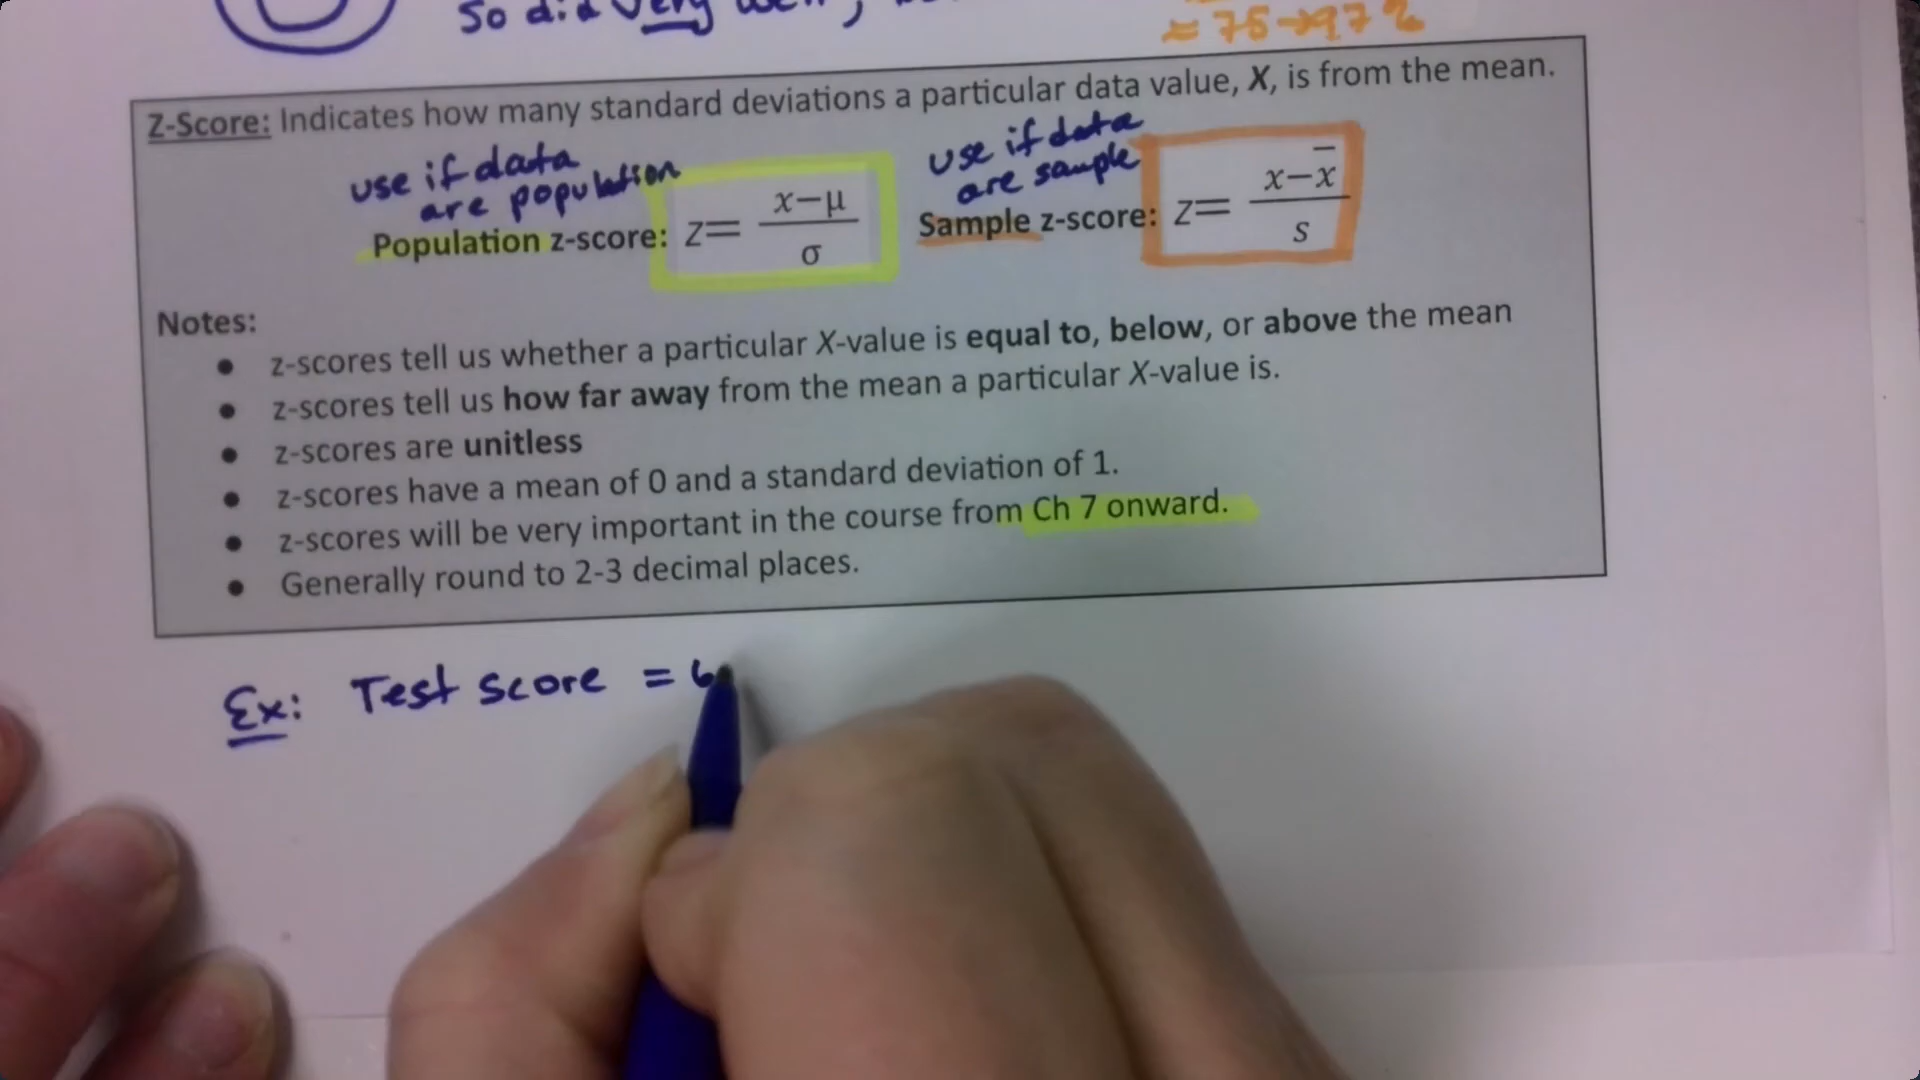 So did very well,
≈ 75 → 97%
Z-Score: Indicates how many standard deviations a particular data value, X, is from the mean.
use if data
are population
use if data
are sample
Population z-score: z= x−μ / σ
Sample z-score: z= x−x̄ / s
Notes:
● z-scores tell us whether a particular X-value is equal to, below, or above the mean
● z-scores tell us how far away from the mean a particular X-value is.
● z-scores are unitless
● z-scores have a mean of 0 and a standard deviation of 1.
● z-scores will be very important in the course from Ch 7 onward.
● Generally round to 2-3 decimal places.
Ex: Test score = 6